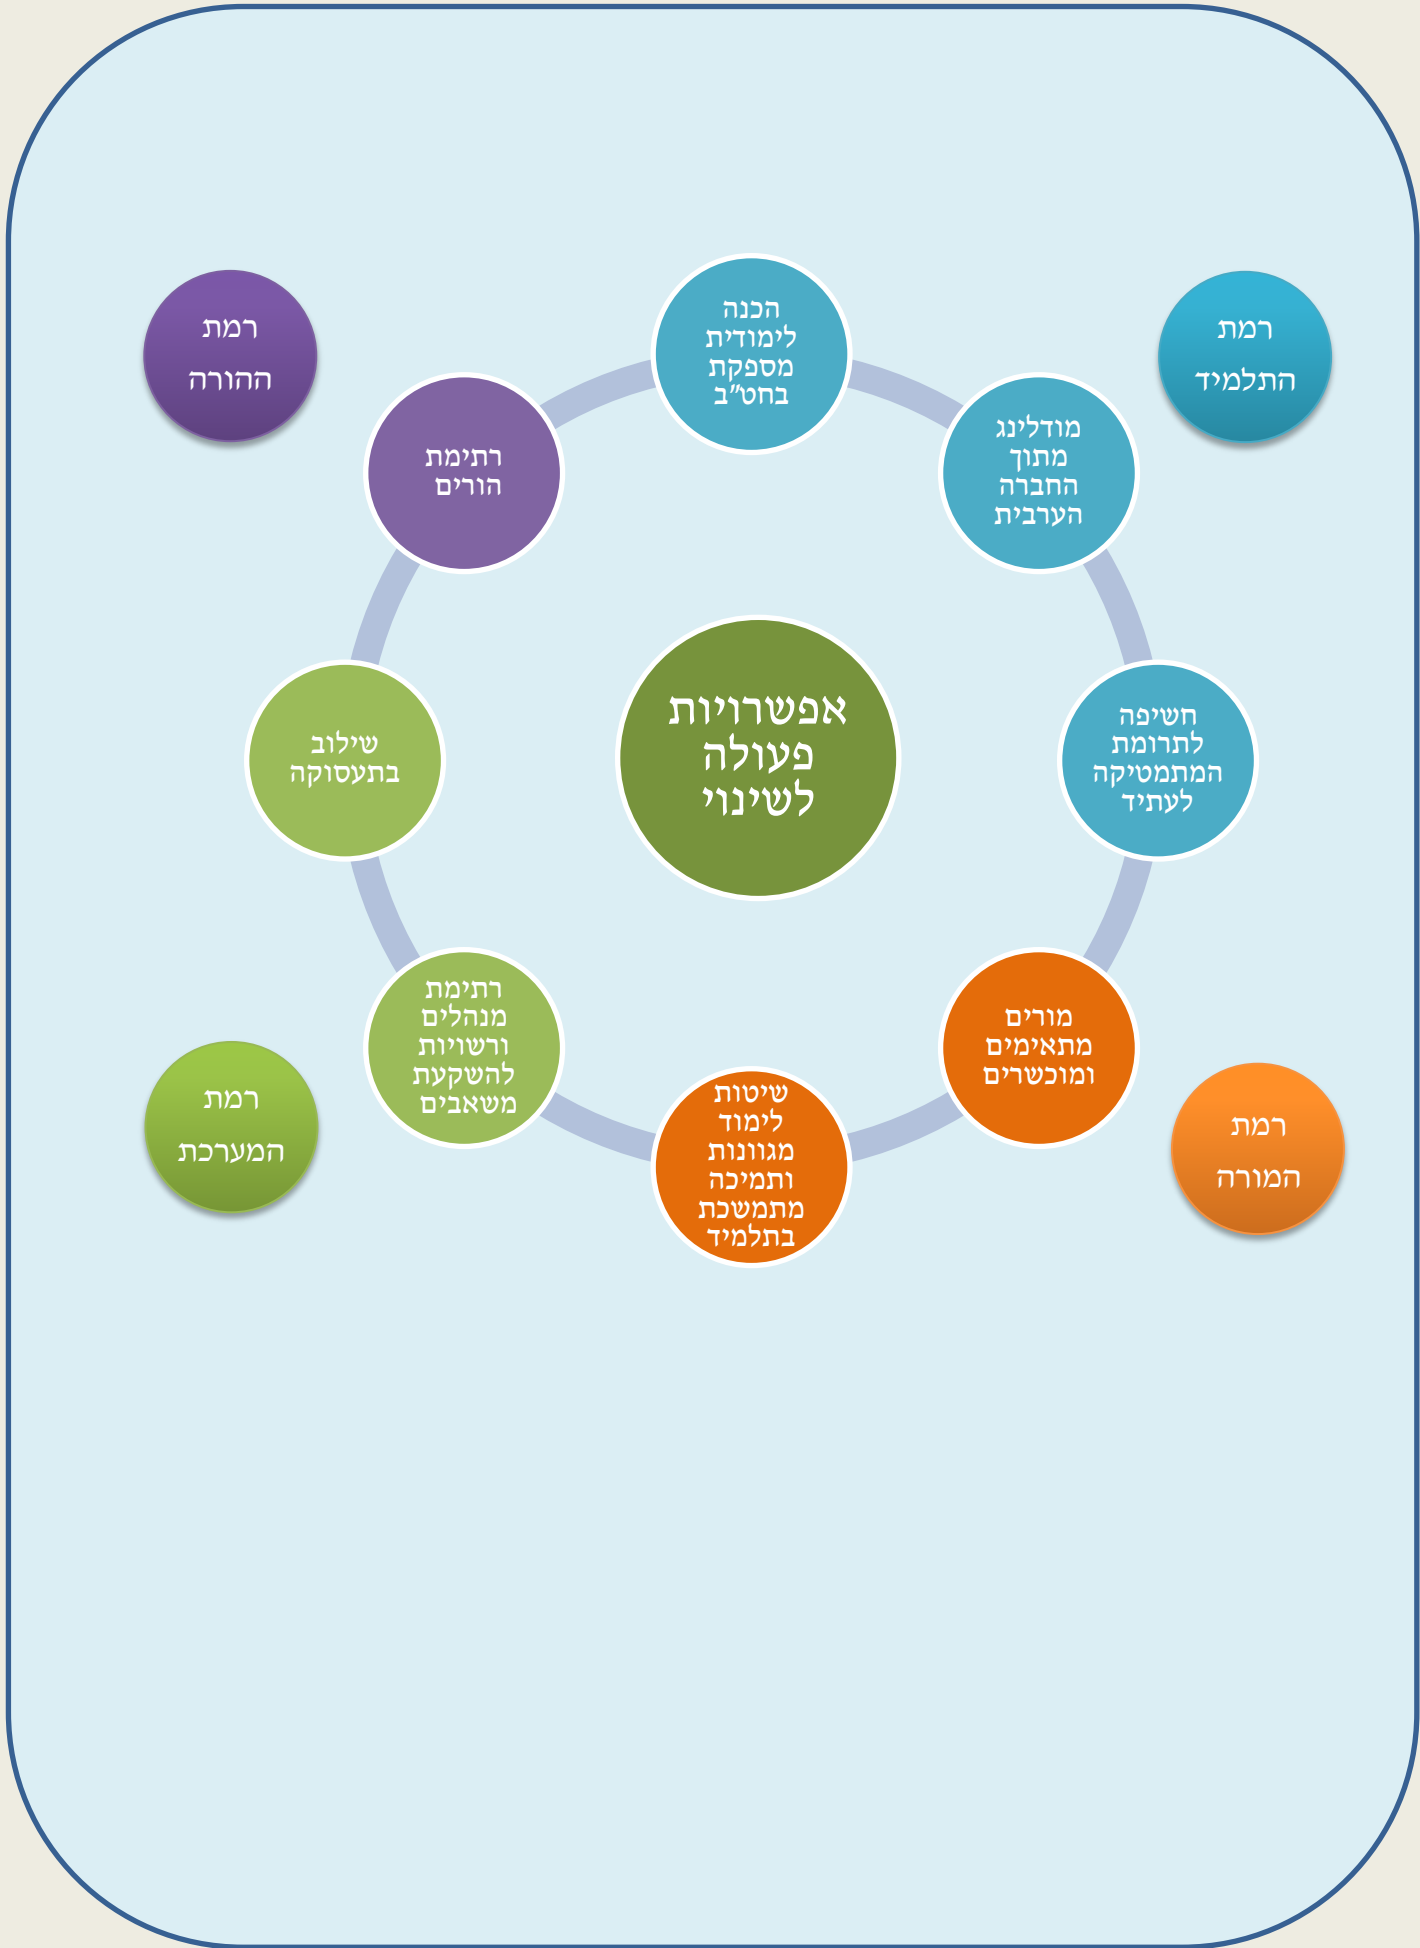 אפשרויות
פעולה
לשינוי
הכנה
לימודית
מספקת
בחט"ב
מודלינג
מתוך
החברה
הערבית
חשיפה
לתרומת
המתמטיקה
לעתיד
מורים
מתאימים
ומוכשרים
שיטות
לימוד
מגוונות
ותמיכה
מתמשכת
בתלמיד
רתימת
מנהלים
ורשויות
להשקעת
משאבים
שילוב
בתעסוקה
רתימת
הורים
רמת
התלמיד
רמת
המורה
רמת
המערכת
רמת
ההורה